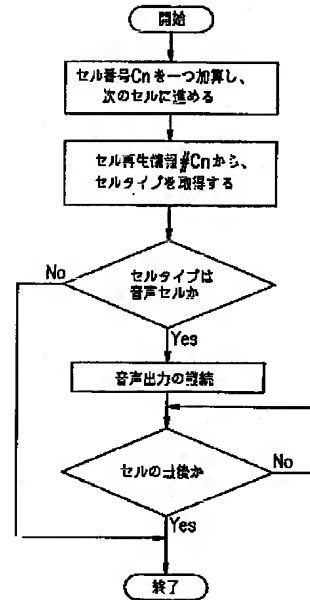 開始
セル番号Cnを一つ加算し、
次のセルに進める
セル再生情報#Cnから、
セルタイプを取得する
セルタイプは
音声セルか
No
Yes
音声出力の継続
セルの最後か
No
Yes
終了